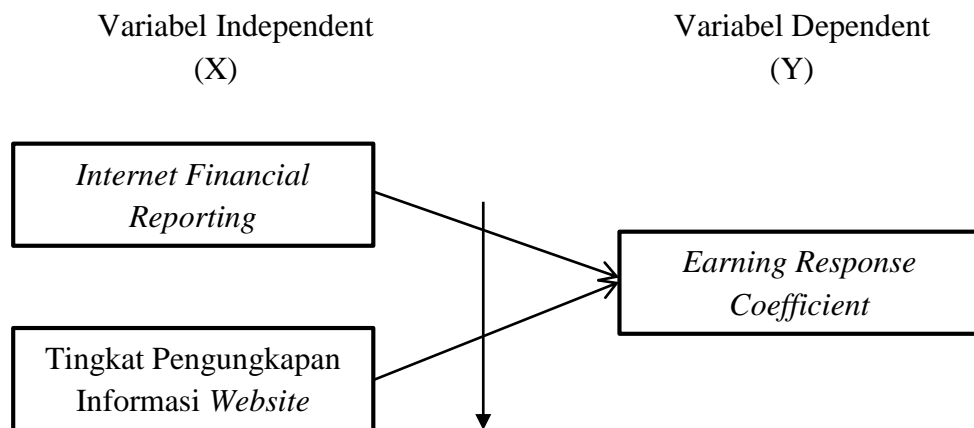 Variabel Independent
(X)
Variabel Dependent
(Y)
Internet Financial
Reporting
Earning Response
Coefficient
Tingkat Pengungkapan
Informasi Website